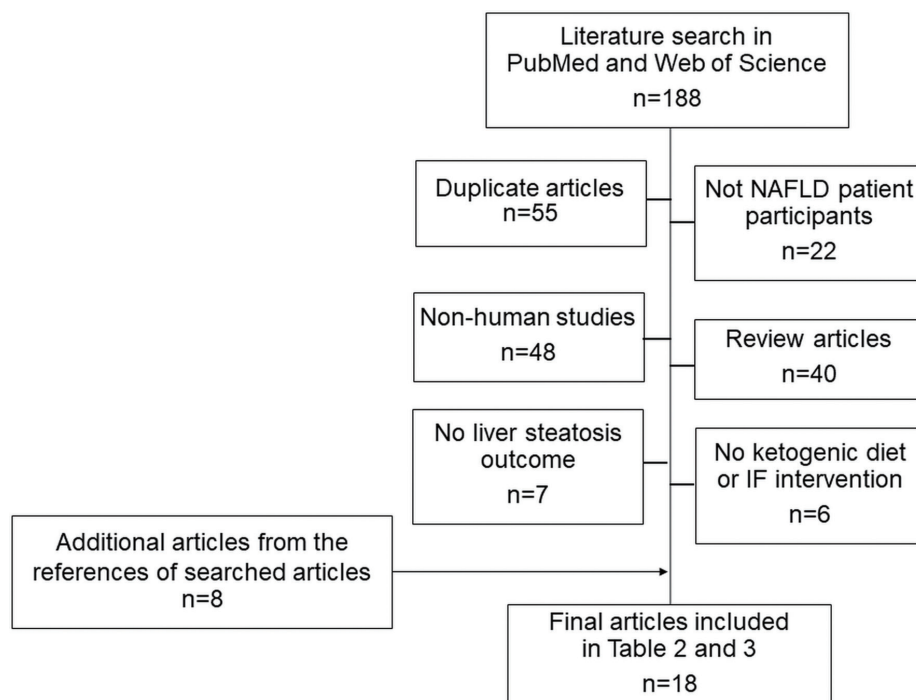 Literature search in
PubMed and Web of Science
n=188
Duplicate articles
n=55
Not NAFLD patient
participants
n=22
Non-human studies
n=48
Review articles
n=40
No liver steatosis
outcome
n=7
No ketogenic diet
or IF intervention
n=6
Additional articles from the
references of searched articles
n=8
Final articles included
in Table 2 and 3
n=18